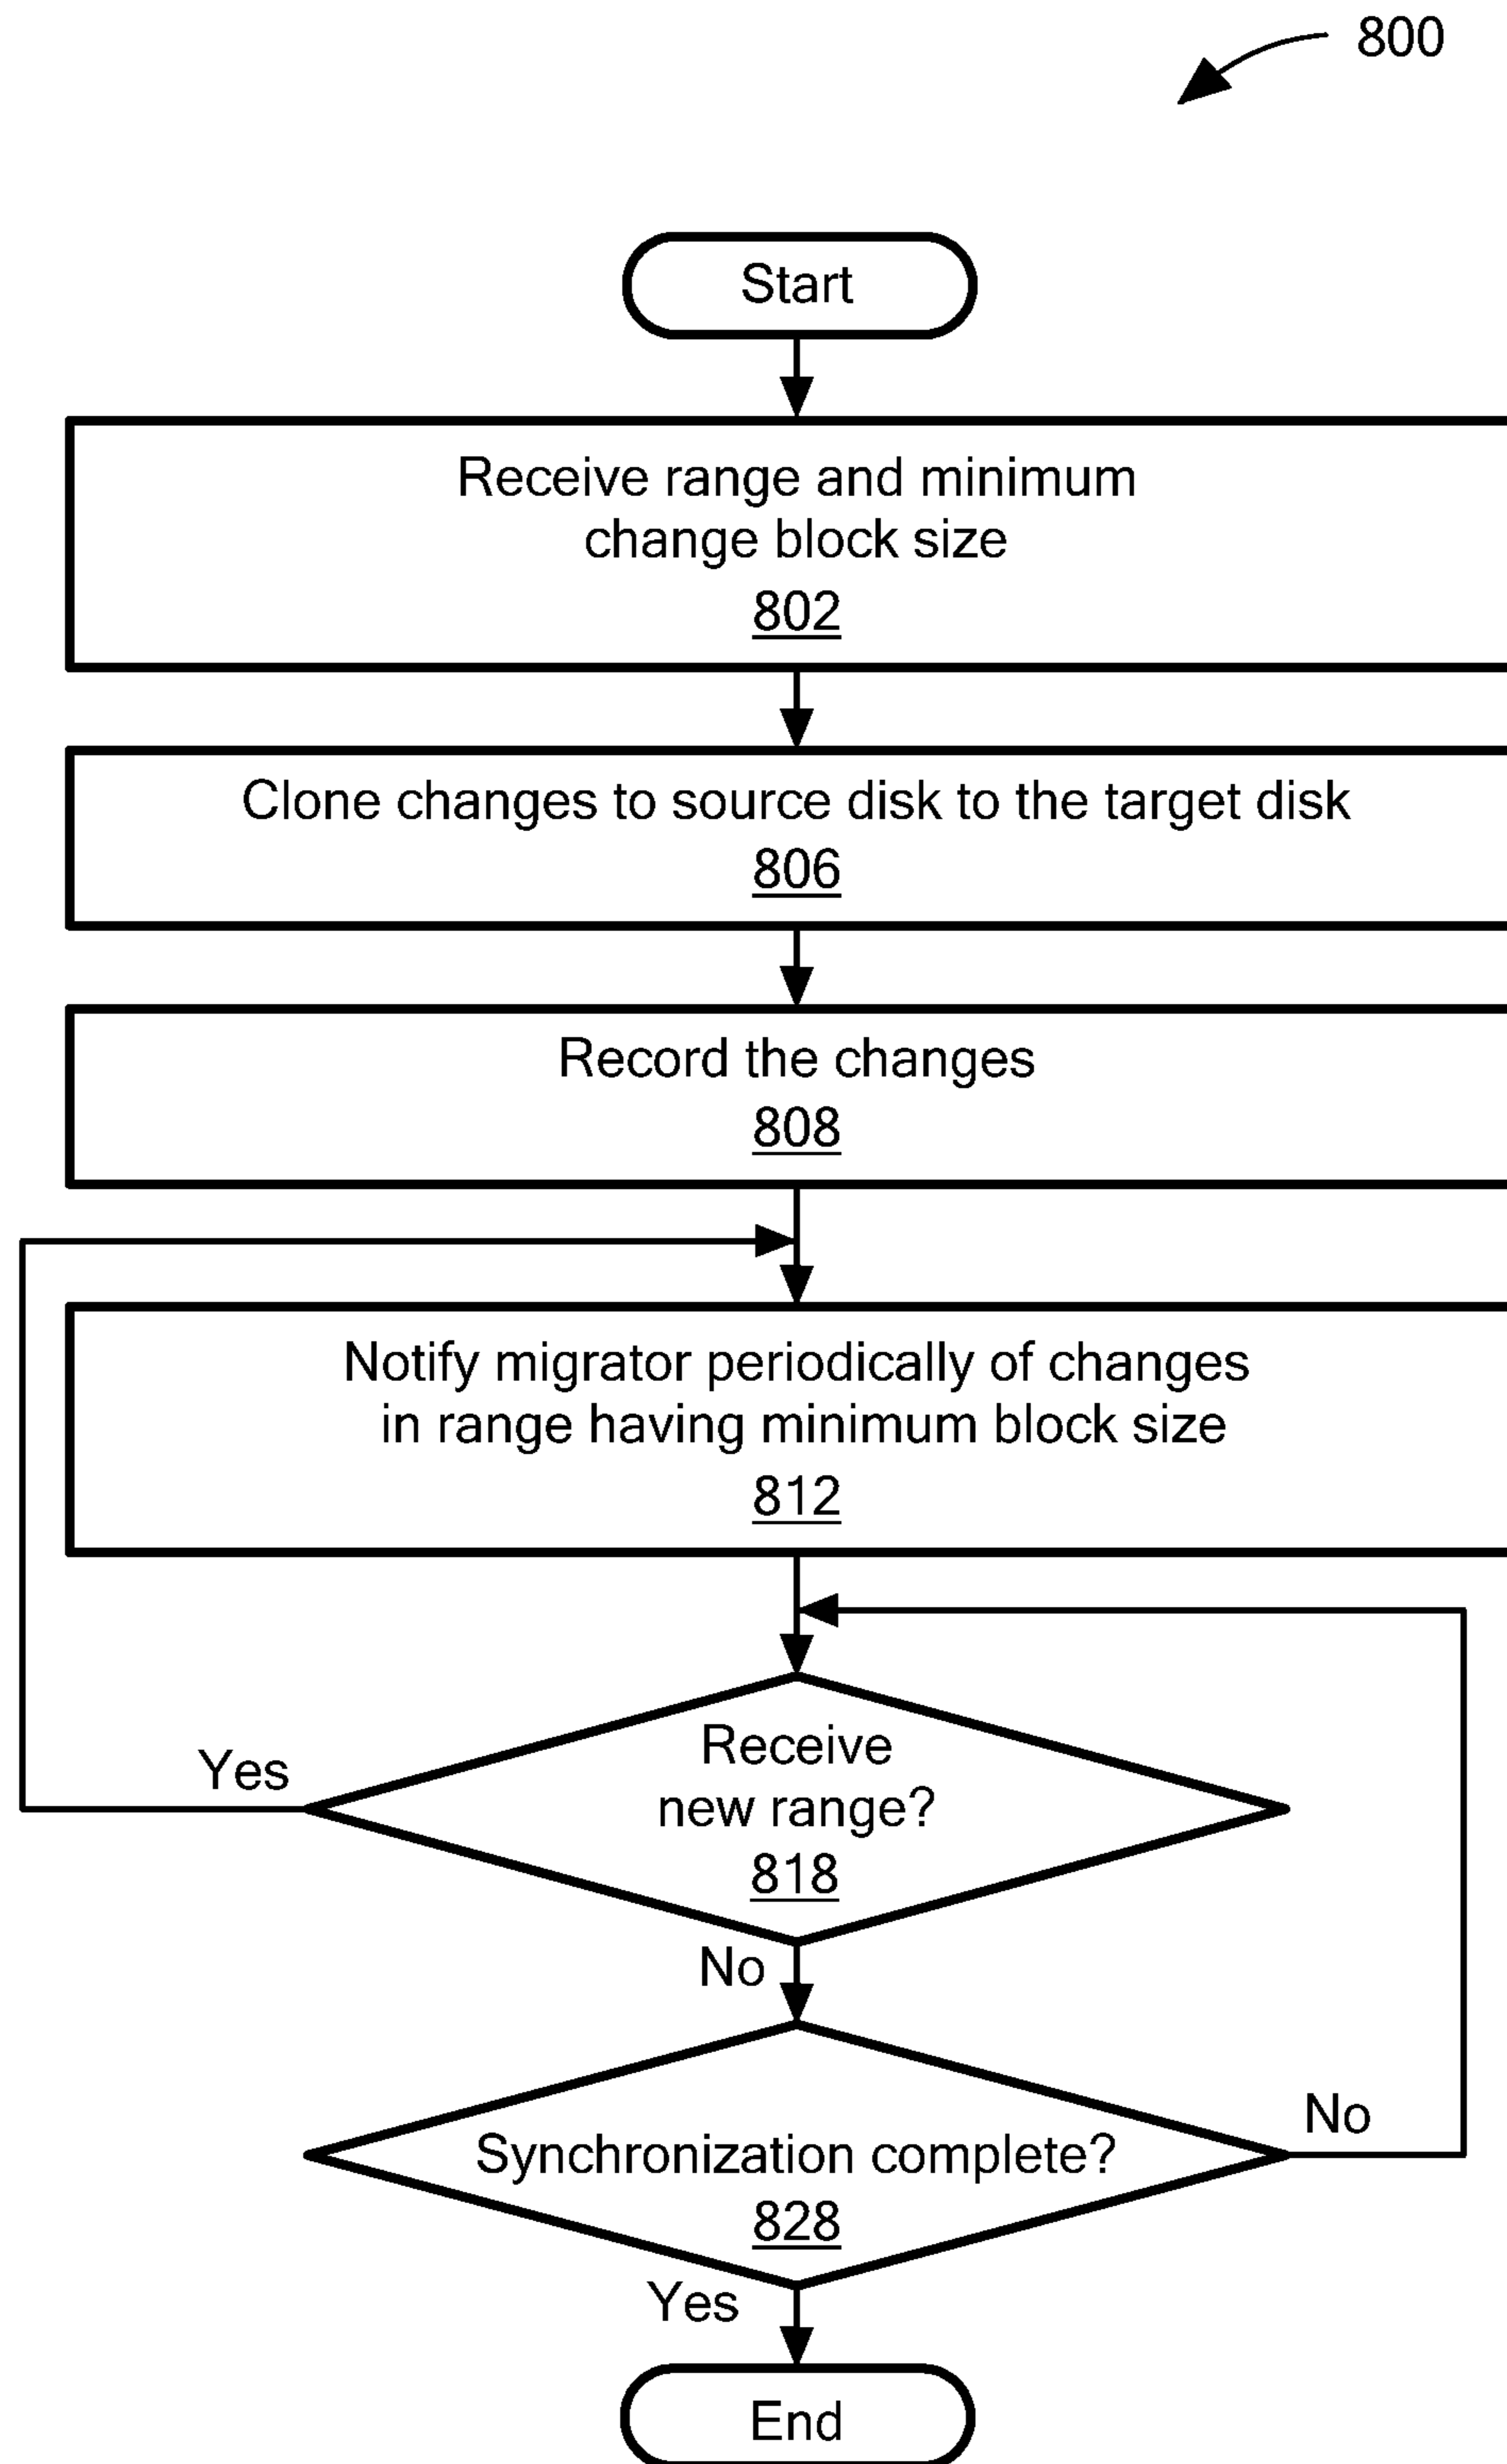 800
Start
Receive range and minimum
change block size
802
Clone changes to source disk to the target disk
806
Record the changes
808
Notify migrator periodically of changes
in range having minimum block size
812
Receive
new range?
818
Yes
No
Synchronization complete?
828
No
Yes
End